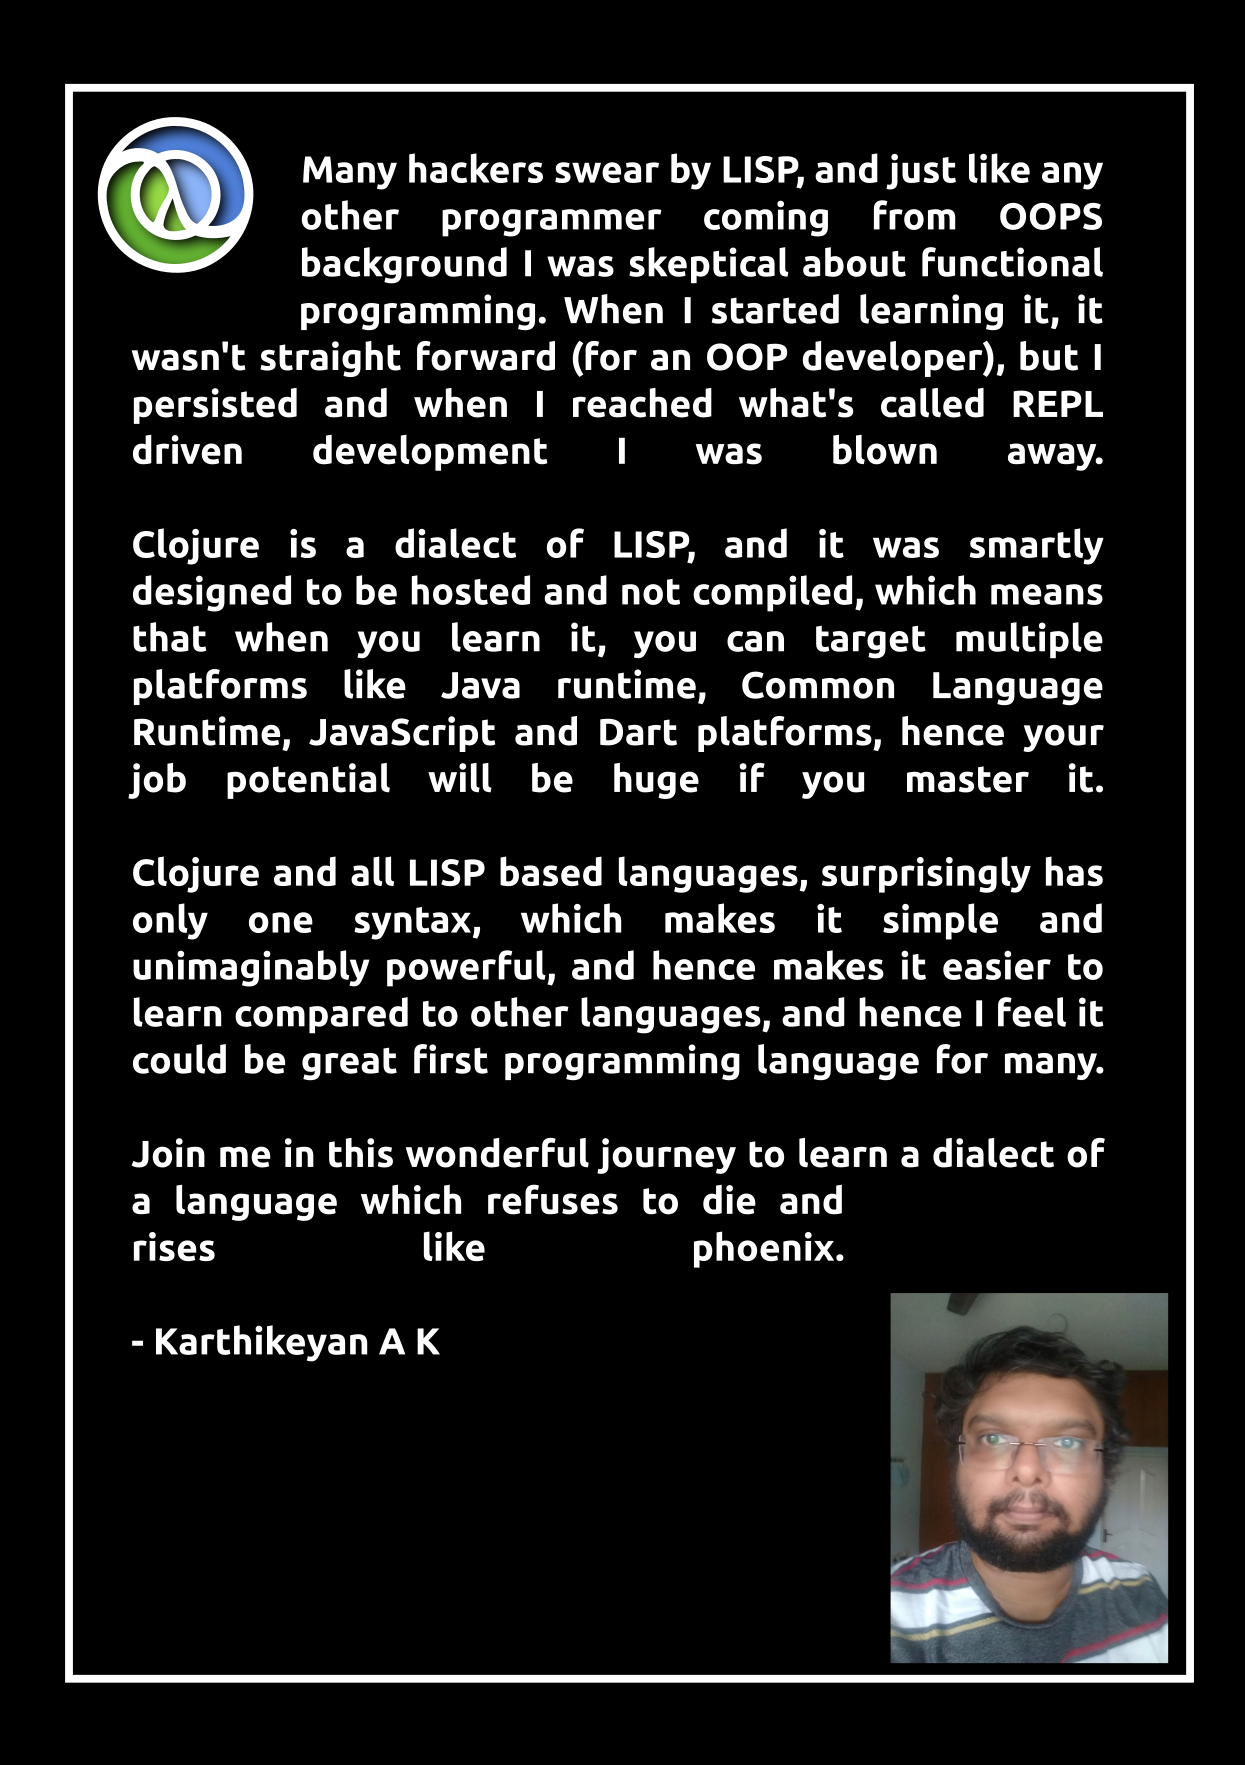 Many hackers swear by LISP, and just like any
other programmer coming from OOPS
background I was skeptical about functional
programming. When I started learning it, it
wasn't straight forward (for an OOP developer), but I
persisted and when I reached what's called REPL
driven development I was blown away.
Clojure is a dialect of LISP, and it was smartly
designed to be hosted and not compiled, which means
that when you learn it, you can target multiple
platforms like Java runtime, Common Language
Runtime, JavaScript and Dart platforms, hence your
job potential will be huge if you master it.
Clojure and all LISP based languages, surprisingly has
only one syntax, which makes it simple and
unimaginably powerful, and hence makes it easier to
learn compared to other languages, and hence I feel it
could be great first programming language for many.
Join me in this wonderful journey to learn a dialect of
a language which refuses to die and
rises like phoenix.
- Karthikeyan A K